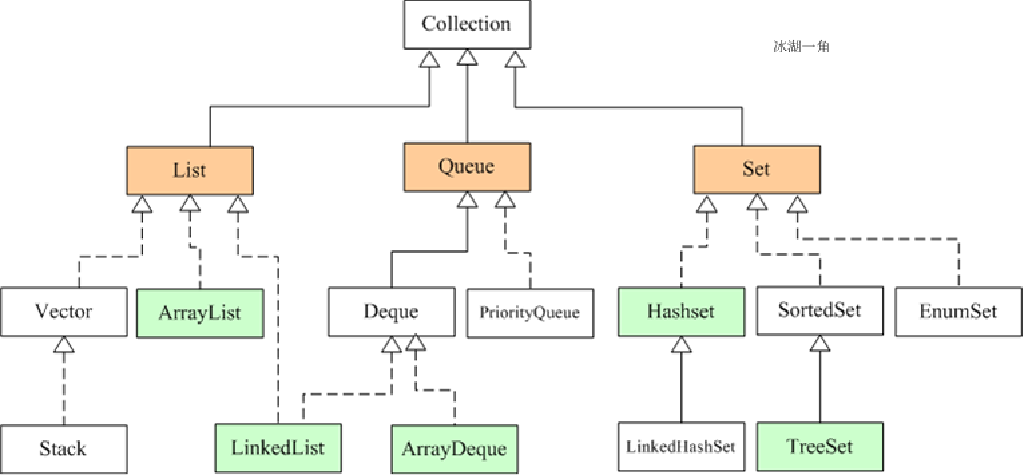 Collection
冰湖一角
List
Queue
Set
Vector
ArrayList
Deque
PriorityQueue
Hashset
SortedSet
EnumSet
Stack
LinkedList
ArrayDeque
LinkedHashSet
TreeSet